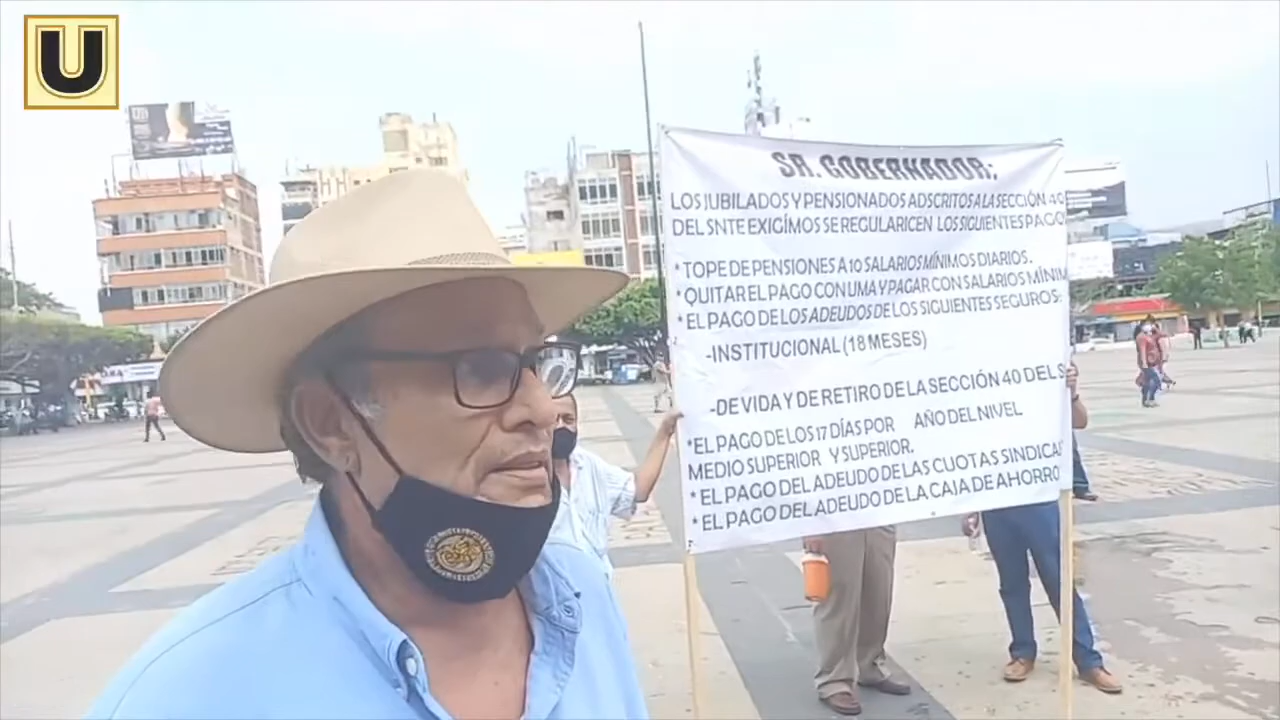 U
SR. GOBERNADOR;
LOS JUBILADOS Y PENSIONADOS ADSCRITOS A LA SECCIÓN 40
DEL SNTE EXIGÍMOS SE REGULARICEN LOS SIGUIENTES PAGO
* TOPE DE PENSIONES A 10 SALARIOS MÍNIMOS DIARIOS.
* QUITAR EL PAGO CON UMA Y PAGAR CON SALARIOS MÍNIM
* EL PAGO DE LOS ADEUDOS DE LOS SIGUIENTES SEGUROS:
-INSTITUCIONAL (18 MESES)
-DE VIDA Y DE RETIRO DE LA SECCIÓN 40 DEL S
*EL PAGO DE LOS 17 DÍAS POR AÑO DEL NIVEL
MEDIO SUPERIOR Y SUPERIOR.
* EL PAGO DEL ADEUDO DE LAS CUOTAS SINDICA
* EL PAGO DEL ADEUDO DE LA CAJA DE AHORRO